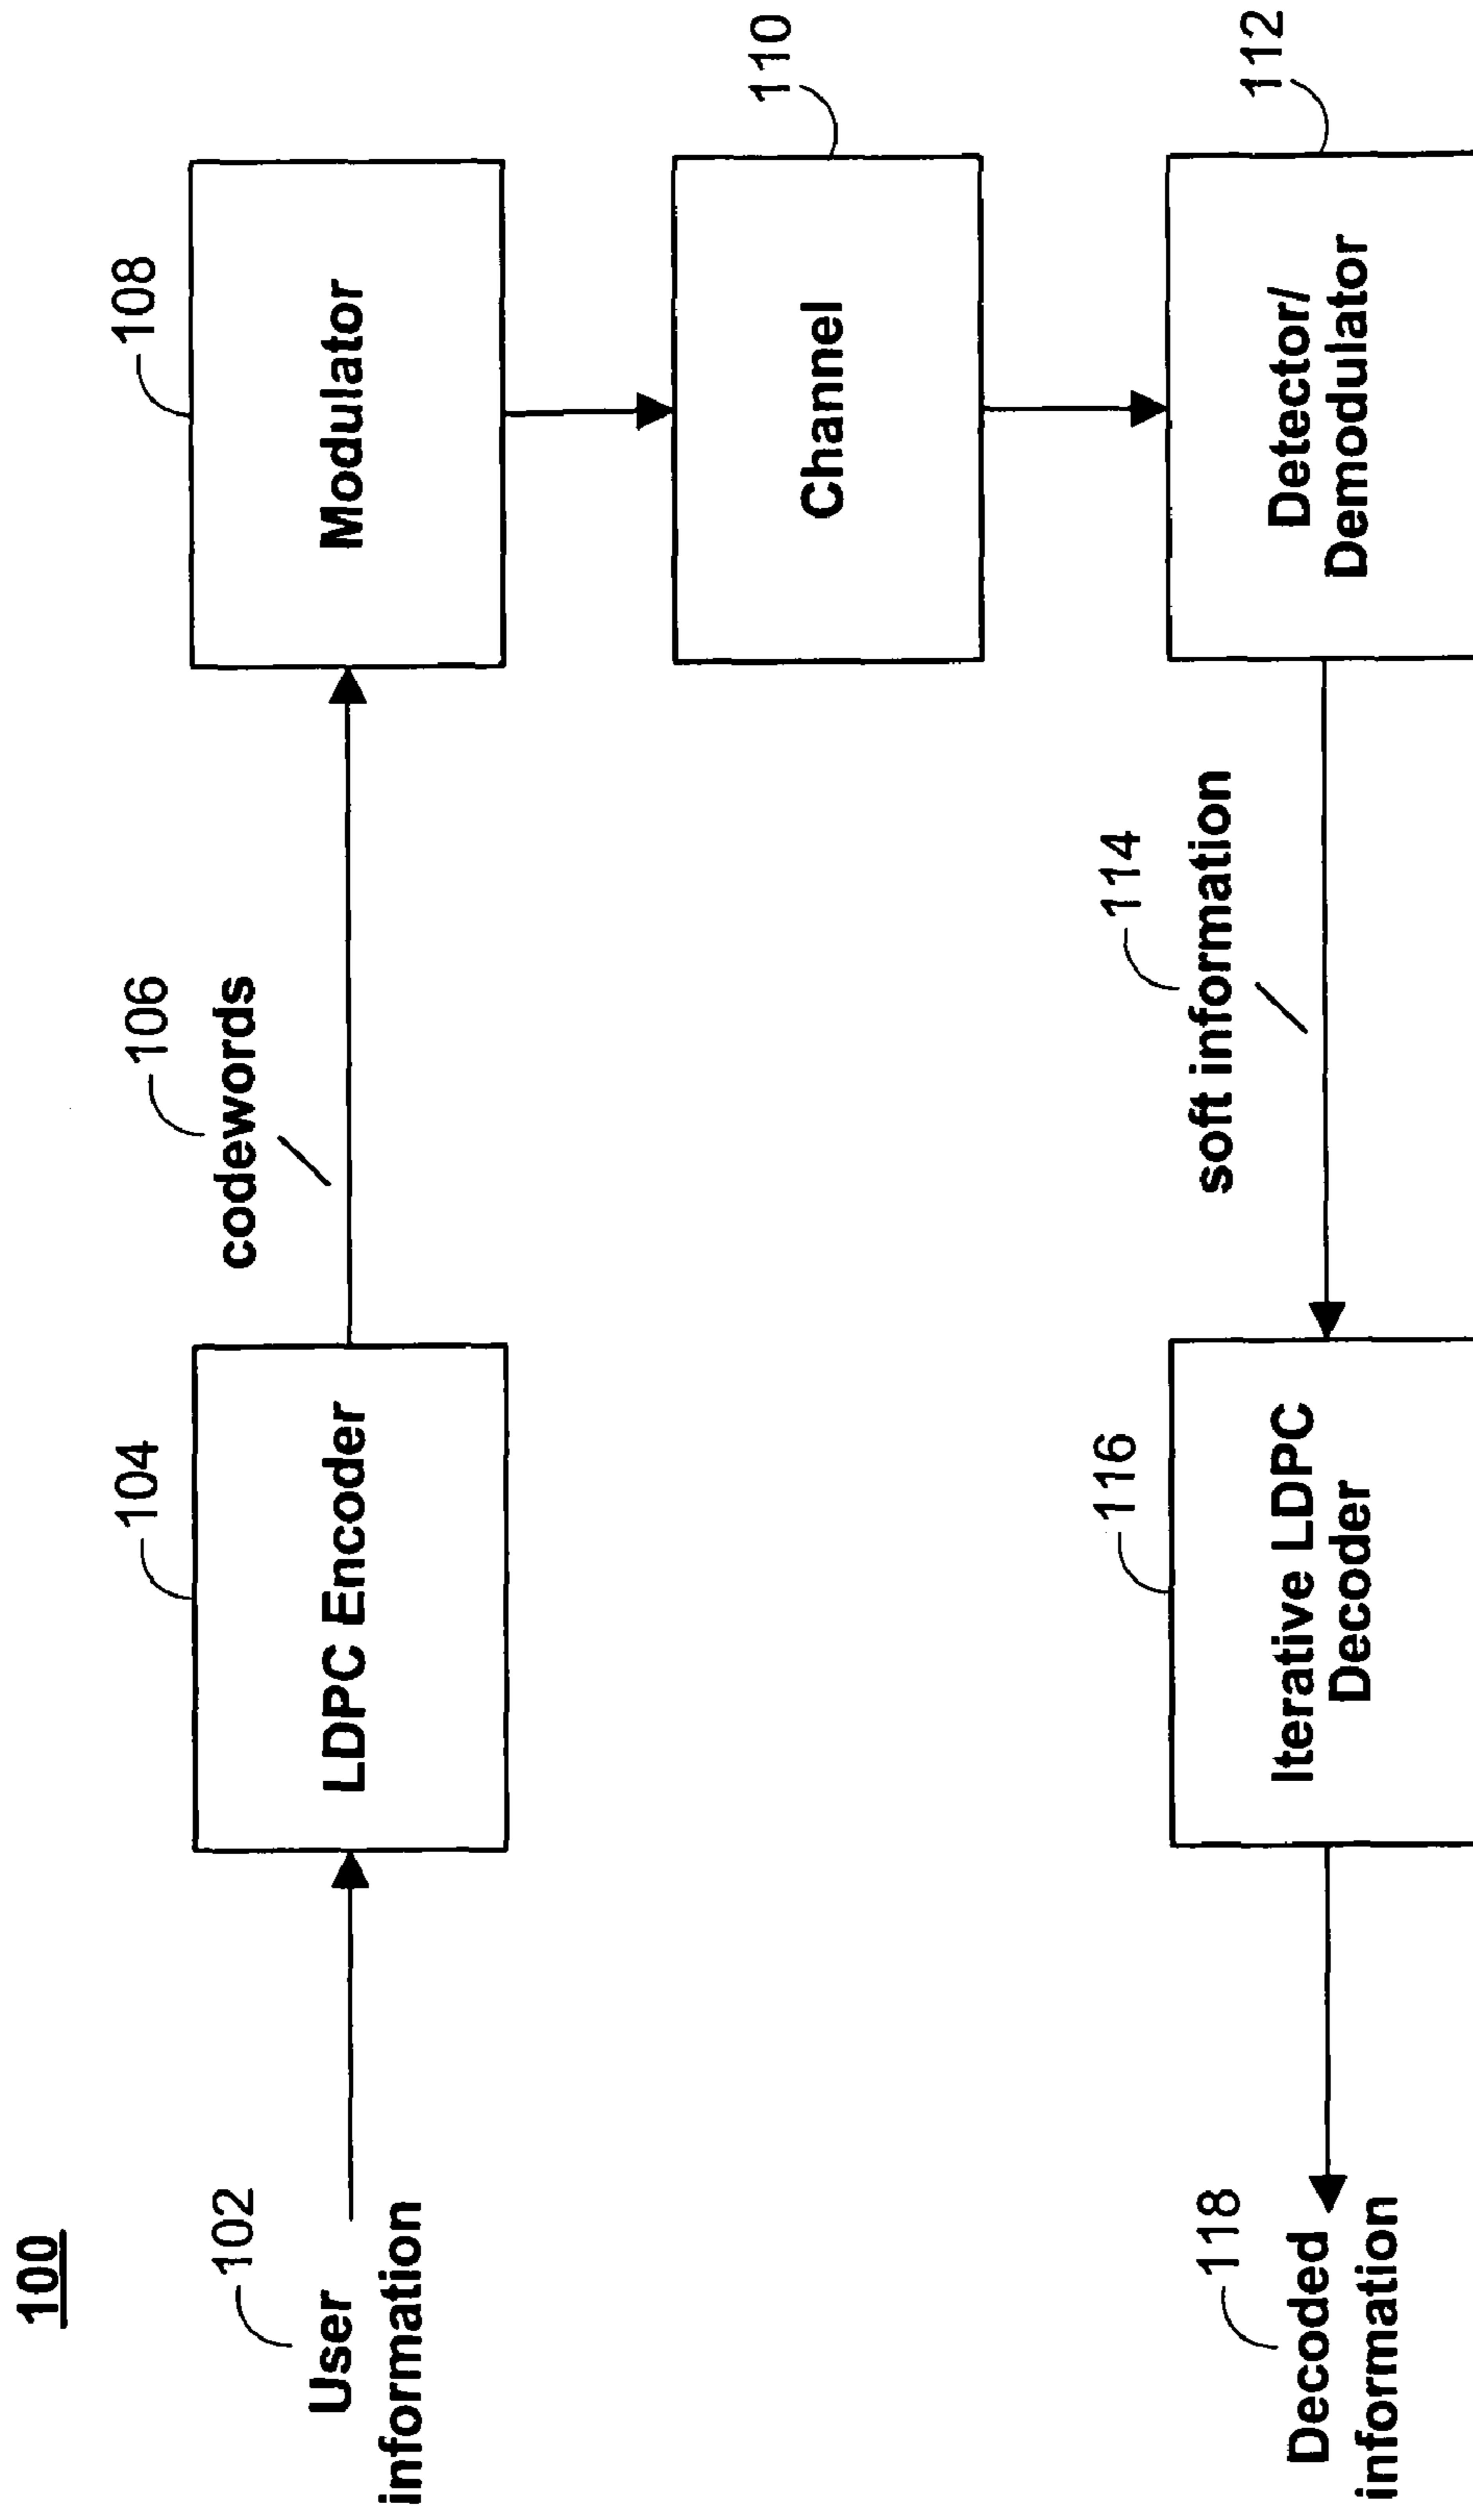 100
102
User
information
104
LDPC Encoder
106
codewords
108
Modulator
110
Channel
112
Detector/
Demodulator
114
soft information
116
Iterative LDPC
Decoder
118
Decoded
information